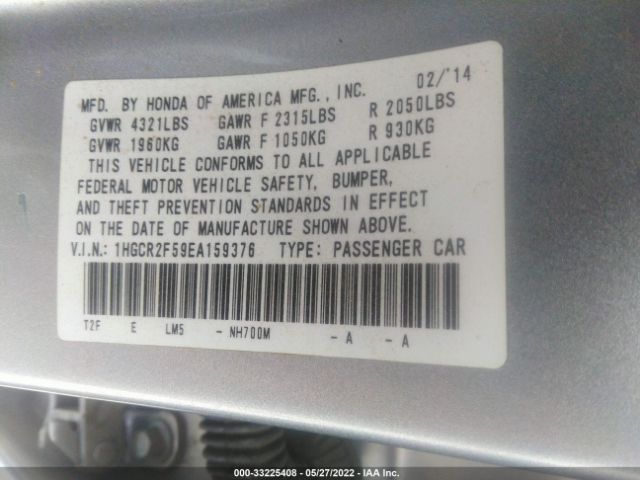 MFD. BY HONDA OF AMERICA MFG., INC. 02/'14
GVWR 4321LBS GAWR F 2315LBS R 2050LBS
GVWR 1960KG GAWR F 1050KG R 930KG
THIS VEHICLE CONFORMS TO ALL APPLICABLE
FEDERAL MOTOR VEHICLE SAFETY, BUMPER,
AND THEFT PREVENTION STANDARDS IN EFFECT
ON THE DATE OF MANUFACTURE SHOWN ABOVE.
V.I.N.: 1HGCR2F59EA159376 TYPE: PASSENGER CAR
T2F E LM5 - NH700M - A - A
000-33225408 - 05/27/2022 - IAA Inc.